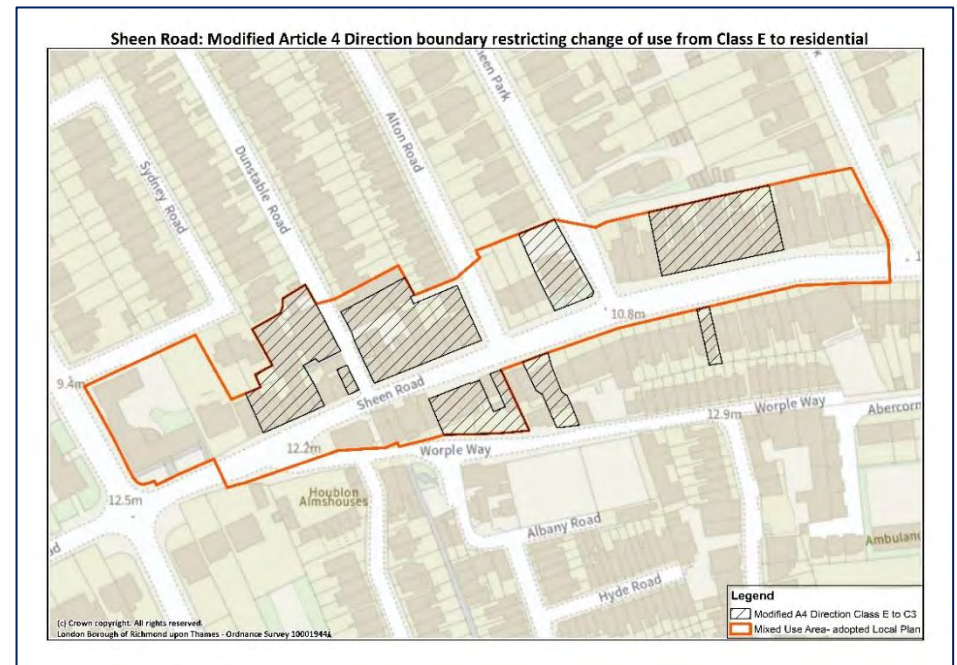 Sheen Road: Modified Article 4 Direction boundary restricting change of use from Class E to residential
Sheen Park
Alton Road
Dunstable Road
Sydney Road
10.8m
9.4m
Sheen Road
12.9m
Worple Way
Abercorn
12.2m
Worple Way
12.5m
Houblon
Almshouses
Albany Road
Ambulanc
Hyde Road
Legend
Modified A4 Direction Class E to C3
Mixed Use Area- adopted Local Plan
(c) Crown copyright. All rights reserved.
London Borough of Richmond upon Thames - Ordnance Survey